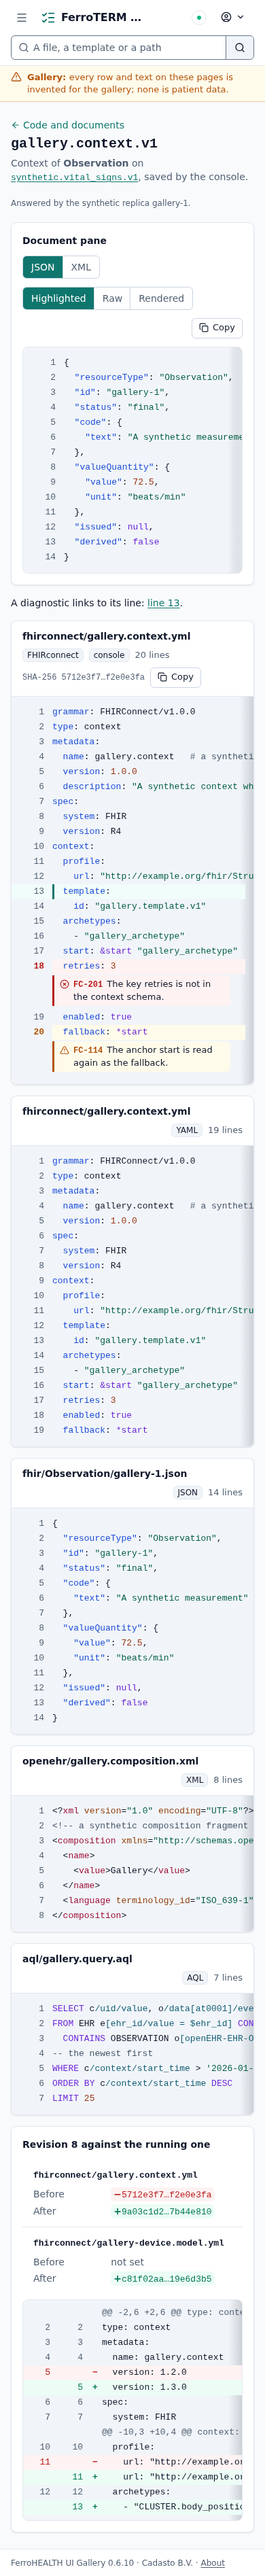 FerroTERM ...
A file, a template or a path
Gallery: every row and text on these pages is
invented for the gallery; none is patient data.
← Code and documents
gallery.context.v1
Context of Observation on
synthetic.vital_signs.v1, saved by the console.
Answered by the synthetic replica gallery-1.
Document pane
JSON XML
Highlighted Raw Rendered
Copy
1 {
2 "resourceType": "Observation",
3 "id": "gallery-1",
4 "status": "final",
5 "code": {
6 "text": "A synthetic measureme
7 },
8 "valueQuantity": {
9 "value": 72.5,
10 "unit": "beats/min"
11 },
12 "issued": null,
13 "derived": false
14 }
A diagnostic links to its line: line 13.
fhirconnect/gallery.context.yml
FHIRconnect console 20 lines
SHA-256 5712e3f7…f2e0e3fa Copy
1 grammar: FHIRConnect/v1.0.0
2 type: context
3 metadata:
4 name: gallery.context # a syntheti
5 version: 1.0.0
6 description: "A synthetic context wh
7 spec:
8 system: FHIR
9 version: R4
10 context:
11 profile:
12 url: "http://example.org/fhir/Stru
13 template:
14 id: "gallery.template.v1"
15 archetypes:
16 - "gallery_archetype"
17 start: &start "gallery_archetype"
18 retries: 3
FC-201 The key retries is not in
the context schema.
19 enabled: true
20 fallback: *start
FC-114 The anchor start is read
again as the fallback.
fhirconnect/gallery.context.yml
YAML 19 lines
1 grammar: FHIRConnect/v1.0.0
2 type: context
3 metadata:
4 name: gallery.context # a syntheti
5 version: 1.0.0
6 spec:
7 system: FHIR
8 version: R4
9 context:
10 profile:
11 url: "http://example.org/fhir/Stru
12 template:
13 id: "gallery.template.v1"
14 archetypes:
15 - "gallery_archetype"
16 start: &start "gallery_archetype"
17 retries: 3
18 enabled: true
19 fallback: *start
fhir/Observation/gallery-1.json
JSON 14 lines
1 {
2 "resourceType": "Observation",
3 "id": "gallery-1",
4 "status": "final",
5 "code": {
6 "text": "A synthetic measurement"
7 },
8 "valueQuantity": {
9 "value": 72.5,
10 "unit": "beats/min"
11 },
12 "issued": null,
13 "derived": false
14 }
openehr/gallery.composition.xml
XML 8 lines
1 <?xml version="1.0" encoding="UTF-8"?>
2 <!-- a synthetic composition fragment
3 <composition xmlns="http://schemas.ope
4 <name>
5 <value>Gallery</value>
6 </name>
7 <language terminology_id="ISO_639-1"
8 </composition>
aql/gallery.query.aql
AQL 7 lines
1 SELECT c/uid/value, o/data[at0001]/eve
2 FROM EHR e[ehr_id/value = $ehr_id] CON
3 CONTAINS OBSERVATION o[openEHR-EHR-O
4 -- the newest first
5 WHERE c/context/start_time > '2026-01-
6 ORDER BY c/context/start_time DESC
7 LIMIT 25
Revision 8 against the running one
fhirconnect/gallery.context.yml
Before −5712e3f7…f2e0e3fa
After +9a03c1d2…7b44e810
fhirconnect/gallery-device.model.yml
Before not set
After +c81f02aa…19e6d3b5
@@ -2,6 +2,6 @@ type: conte
2 2 type: context
3 3 metadata:
4 4 name: gallery.context
5 − version: 1.2.0
5 + version: 1.3.0
6 6 spec:
7 7 system: FHIR
@@ -10,3 +10,4 @@ context:
10 10 profile:
11 − url: "http://example.or
11 + url: "http://example.or
12 12 archetypes:
13 + - "CLUSTER.body_positio
FerroHEALTH UI Gallery 0.6.10 · Cadasto B.V. · About